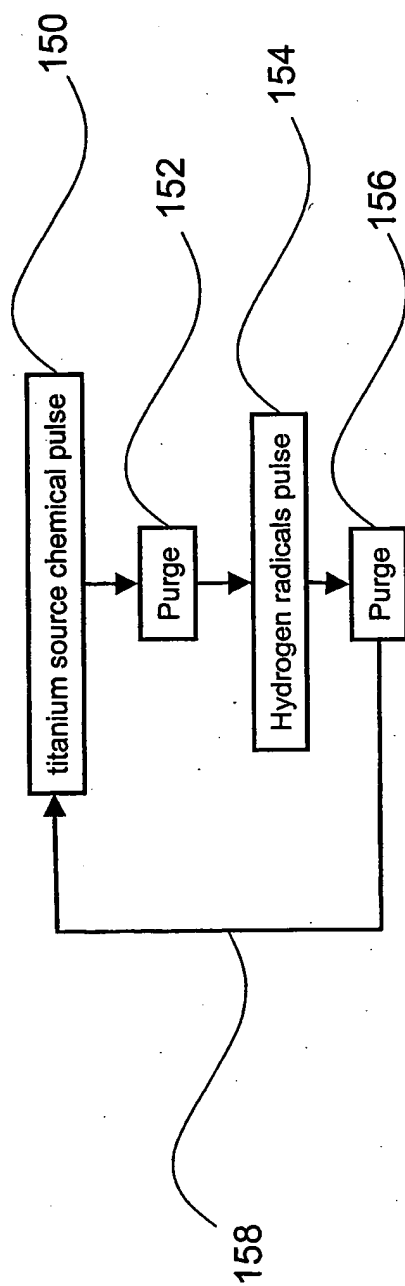 titanium source chemical pulse
150
Purge
152
Hydrogen radicals pulse
154
Purge
156
158